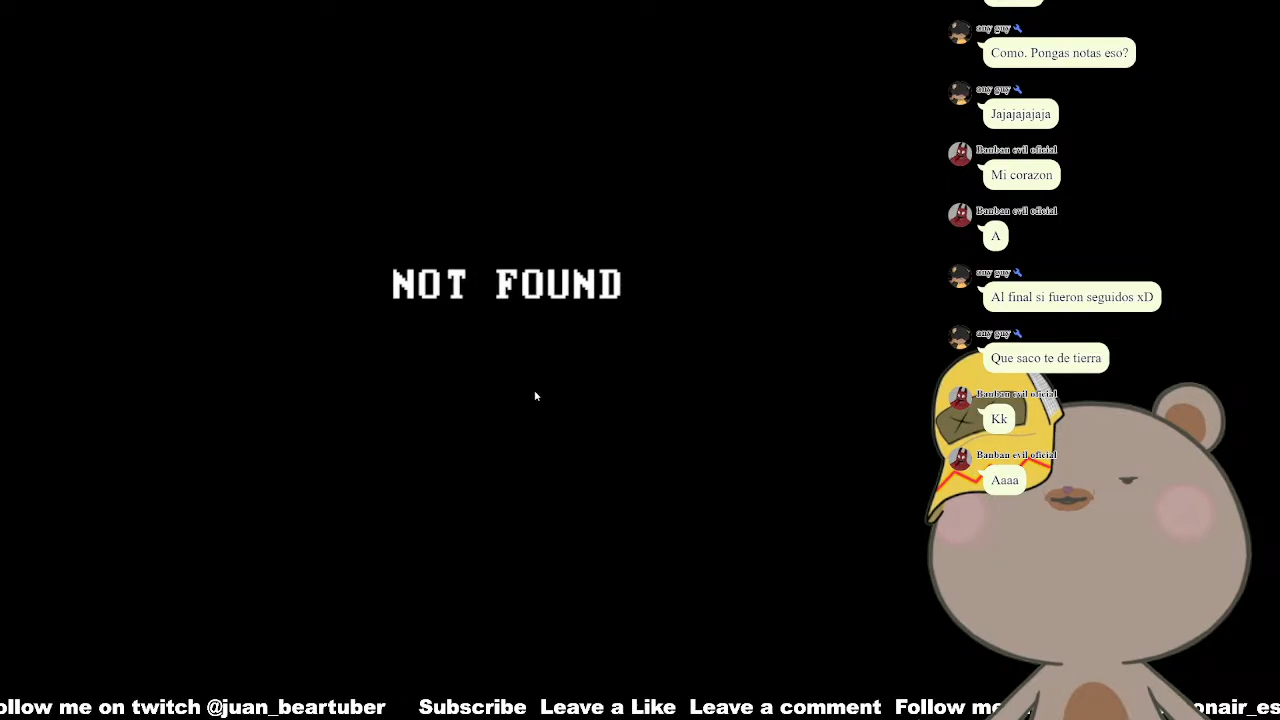 any guy
Como. Pongas notas eso?
any guy
Jajajajajaja
Banban evil oficial
Mi corazon
Banban evil oficial
A
NOT FOUND
any guy
Al final si fueron seguidos xD
any guy
Que saco te de tierra
Banban evil oficial
Kk
Banban evil oficial
Aaaa
ollow me on twitch @juan_beartuber Subscribe Leave a Like Leave a comment Follow me onair_es